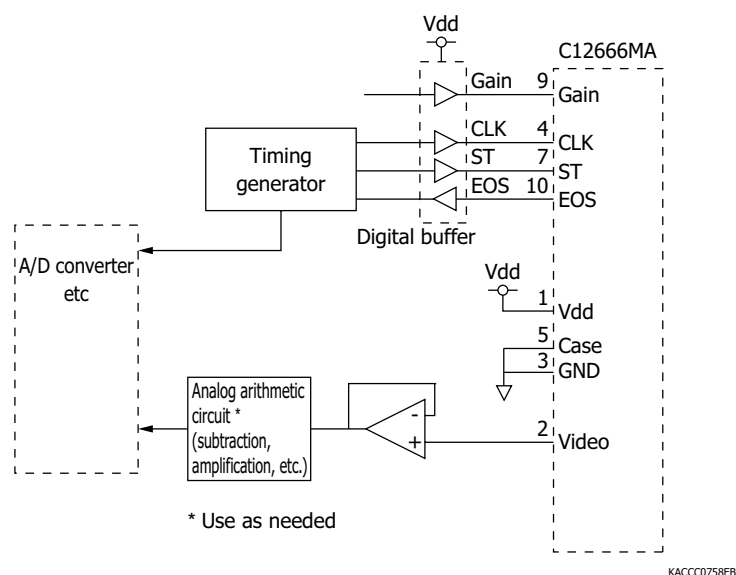 Vdd
C12666MA
Gain 9 Gain
CLK 4 CLK
ST 7 ST
EOS 10 EOS
Timing
generator
Digital buffer
A/D converter
etc
Vdd
1 Vdd
5 Case
3 GND
Analog arithmetic
circuit *
(subtraction,
amplification, etc.)
-
+
2 Video
* Use as needed
KACCC0758EB